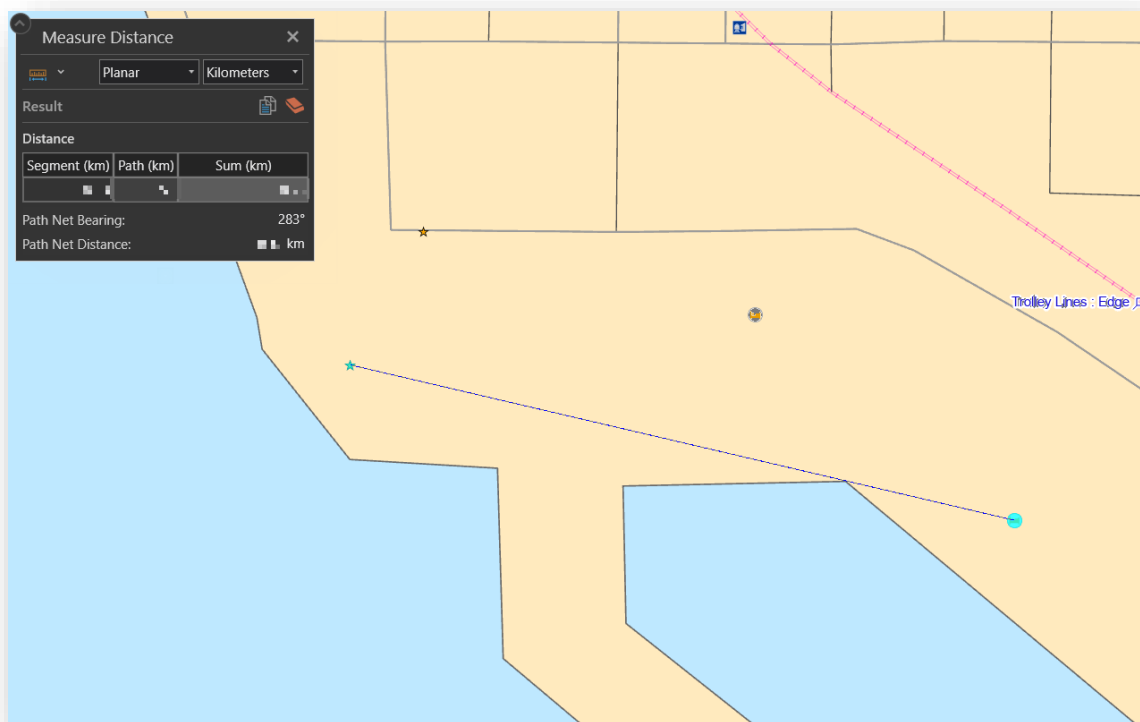 Measure Distance
Planar Kilometers
Result
Distance
Segment (km) Path (km) Sum (km)
Path Net Bearing: 283°
Path Net Distance: km
Trolley Lines : Edge